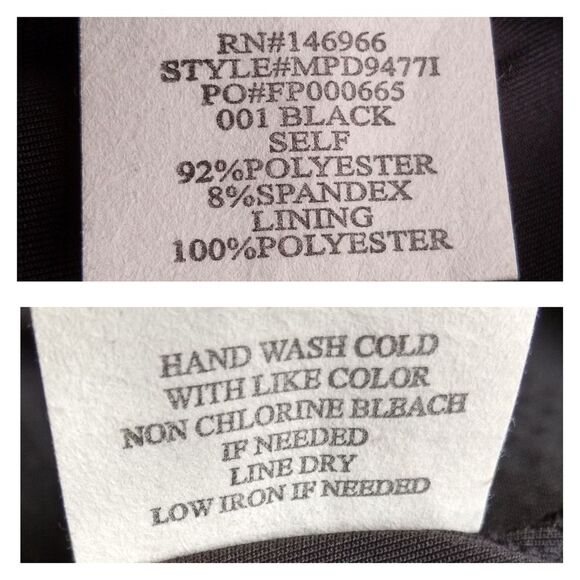 RN#146966
STYLE#MPD9477I
PO#FP000665
001 BLACK
SELF
92%POLYESTER
8%SPANDEX
LINING
100%POLYESTER
HAND WASH COLD
WITH LIKE COLOR
NON CHLORINE BLEACH
IF NEEDED
LINE DRY
LOW IRON IF NEEDED